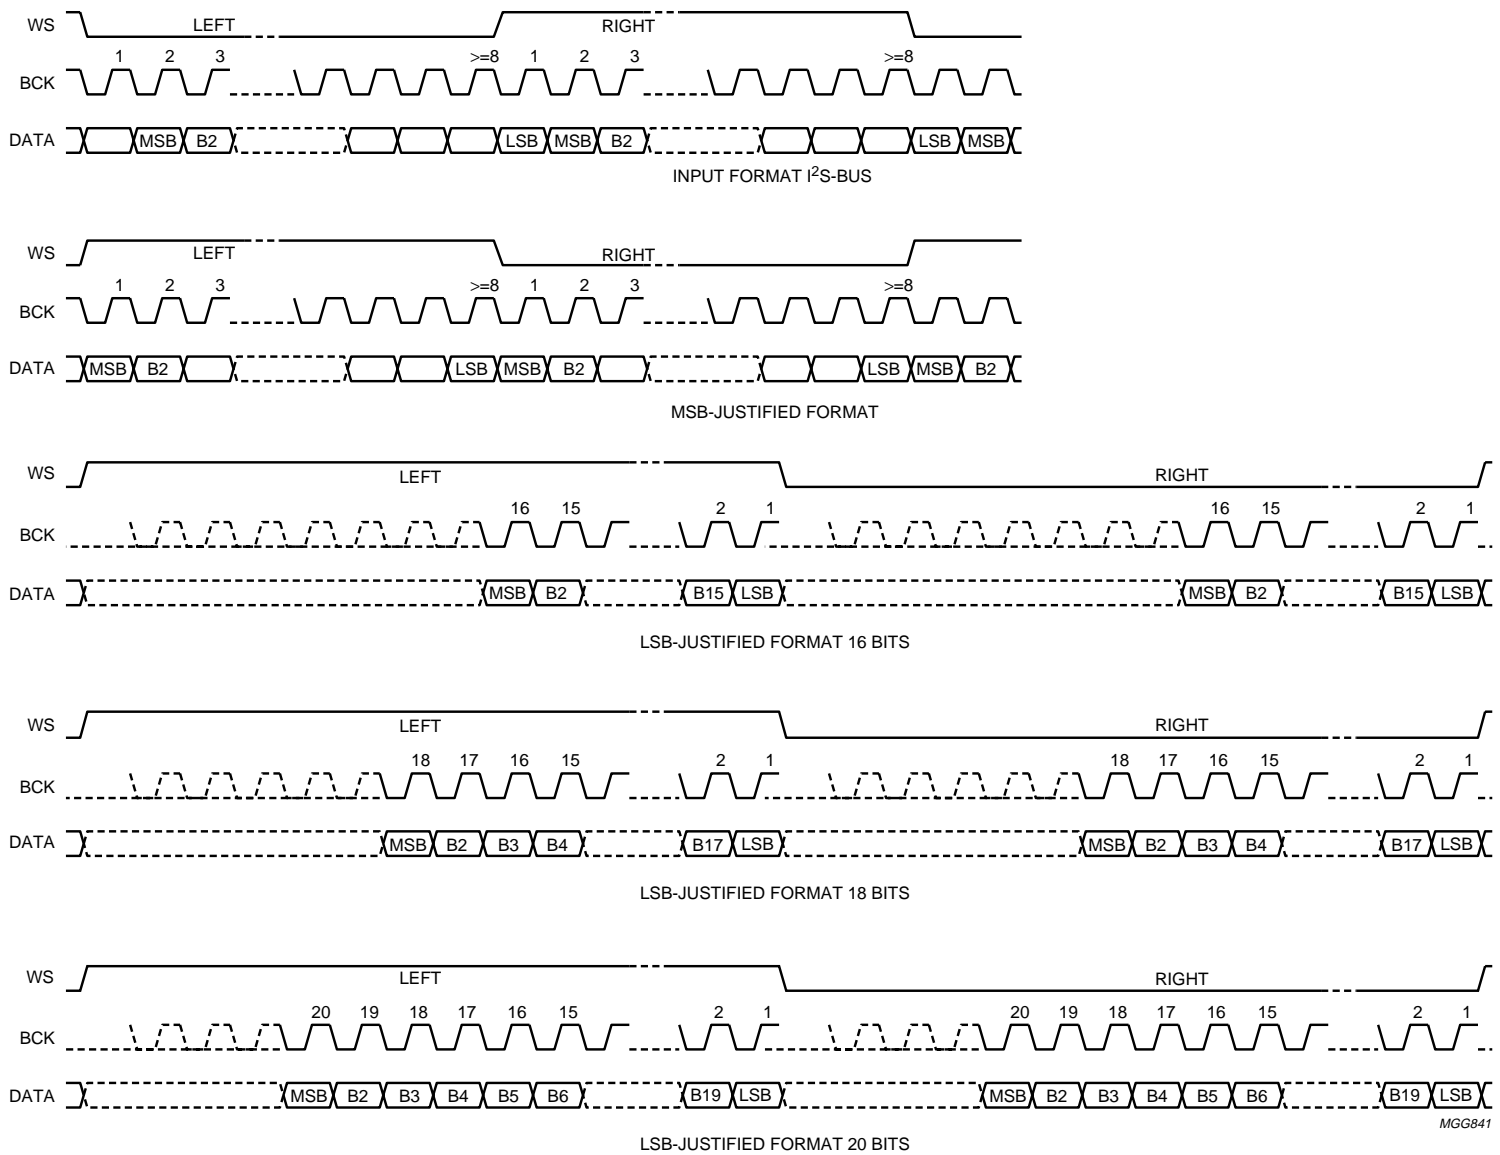 WS LEFT RIGHT
1 2 3 >=8 1 2 3 >=8
BCK
DATA MSB B2 LSB MSB B2 LSB MSB
INPUT FORMAT I²S-BUS
WS LEFT RIGHT
1 2 3 >=8 1 2 3 >=8
BCK
DATA MSB B2 LSB MSB B2 LSB MSB B2
MSB-JUSTIFIED FORMAT
WS LEFT RIGHT
16 15 2 1 16 15 2 1
BCK
DATA MSB B2 B15 LSB MSB B2 B15 LSB
LSB-JUSTIFIED FORMAT 16 BITS
WS LEFT RIGHT
18 17 16 15 2 1 18 17 16 15 2 1
BCK
DATA MSB B2 B3 B4 B17 LSB MSB B2 B3 B4 B17 LSB
LSB-JUSTIFIED FORMAT 18 BITS
WS LEFT RIGHT
20 19 18 17 16 15 2 1 20 19 18 17 16 15 2 1
BCK
DATA MSB B2 B3 B4 B5 B6 B19 LSB MSB B2 B3 B4 B5 B6 B19 LSB
MGG841
LSB-JUSTIFIED FORMAT 20 BITS